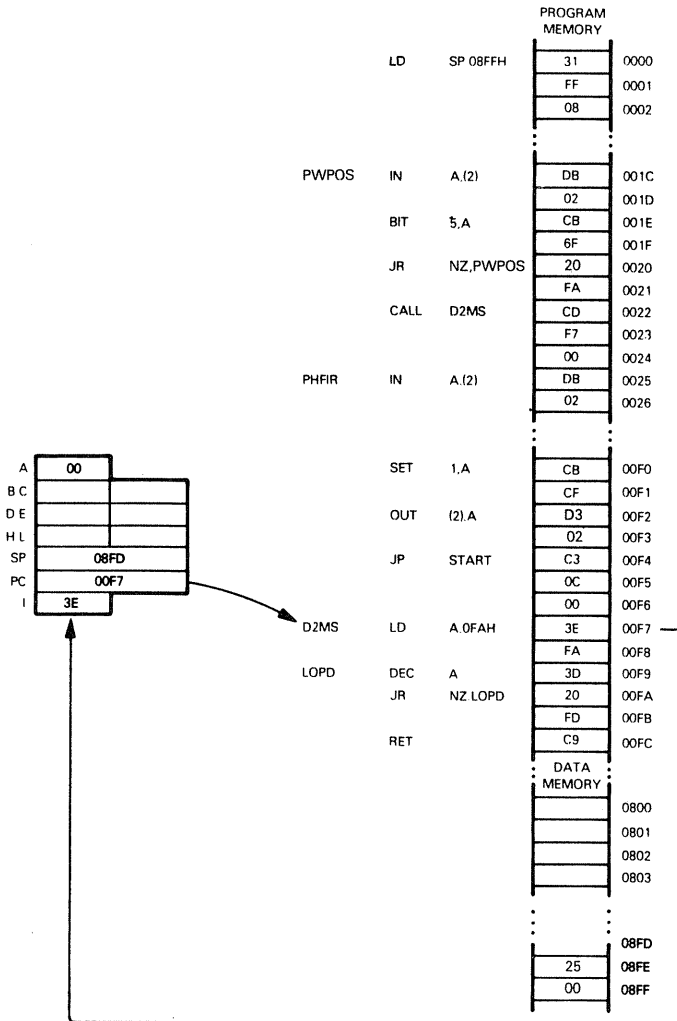 PROGRAM
MEMORY
LD SP 08FFH 31 0000
FF 0001
08 0002
PWPOS IN A,(2) DB 001C
02 001D
BIT 5,A CB 001E
6F 001F
JR NZ,PWPOS 20 0020
FA 0021
CALL D2MS CD 0022
F7 0023
00 0024
PHFIR IN A.(2) DB 0025
02 0026
A 00
B C
D E
H L
SP 08FD
PC 00F7
I 3E
SET 1,A CB 00F0
CF 00F1
OUT (2).A D3 00F2
02 00F3
JP START C3 00F4
0C 00F5
00 00F6
D2MS LD A.0FAH 3E 00F7
FA 00F8
LOPD DEC A 3D 00F9
JR NZ.LOPD 20 00FA
FD 00FB
RET C9 00FC
DATA
MEMORY
0800
0801
0802
0803
08FD
25 08FE
00 08FF